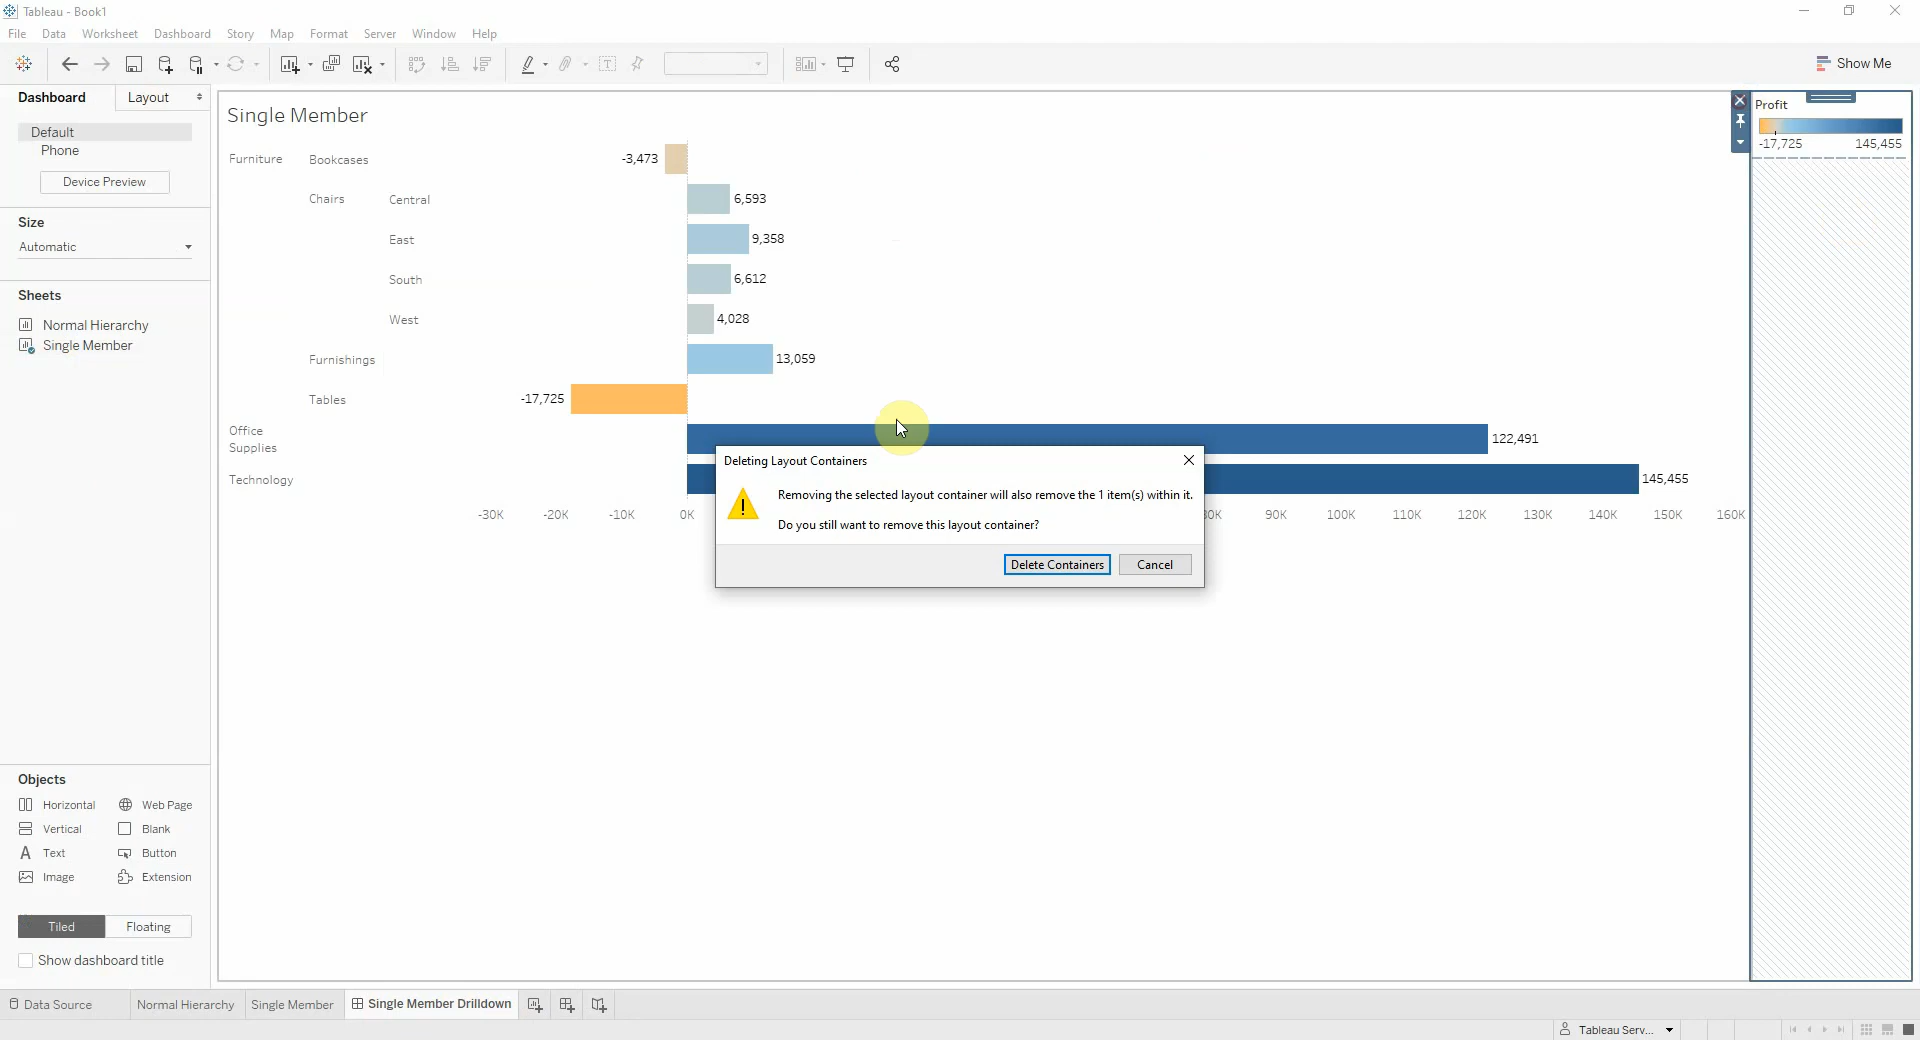 Tableau - Book1
File Data Worksheet Dashboard Story Map Format Server Window Help
Show Me
Dashboard Layout
Default
Phone
Device Preview
Size
Automatic
Sheets
Normal Hierarchy
Single Member
Objects
Horizontal Web Page
Vertical Blank
A Text Button
Image Extension
Tiled Floating
Show dashboard title
Single Member
Furniture Bookcases -3,473
Chairs Central 6,593
East 9,358
South 6,612
West 4,028
Furnishings 13,059
Tables -17,725
Office
Supplies 122,491
Technology 145,455
-30K -20K -10K 0K 80K 90K 100K 110K 120K 130K 140K 150K 160K
Profit
-17,725 145,455
Deleting Layout Containers
Removing the selected layout container will also remove the 1 item(s) within it.
Do you still want to remove this layout container?
Delete Containers Cancel
Data Source Normal Hierarchy Single Member Single Member Drilldown
Tableau Serv...